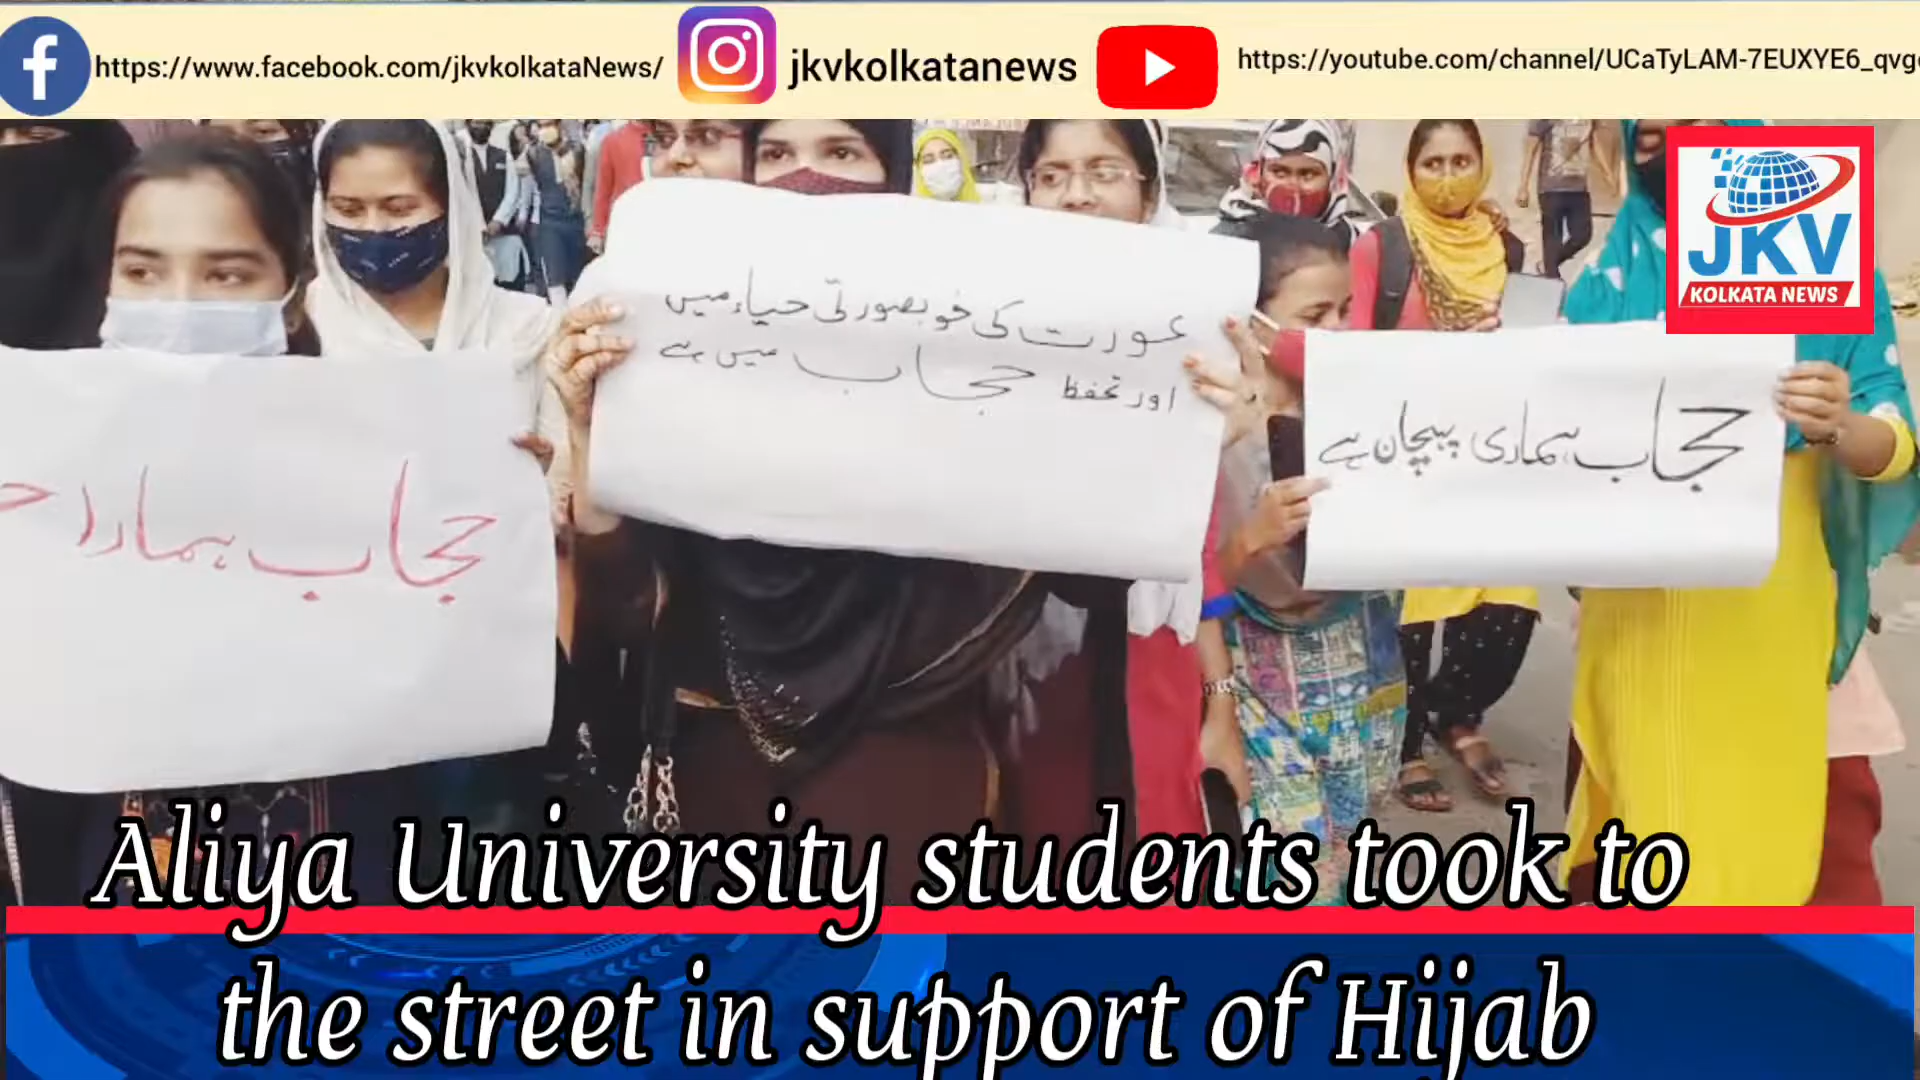 https://www.facebook.com/jkvkolkataNews/
jkvkolkatanews
https://youtube.com/channel/UCaTyLAM-7EUXYE6_qvg
JKV
KOLKATA NEWS
عورت کی خوبصورتی حیاء میں
اور تحفظ حجاب میں ہے
حجاب ہماری پہچان ہے
حجاب ہمارا
Aliya University students took to
the street in support of Hijab